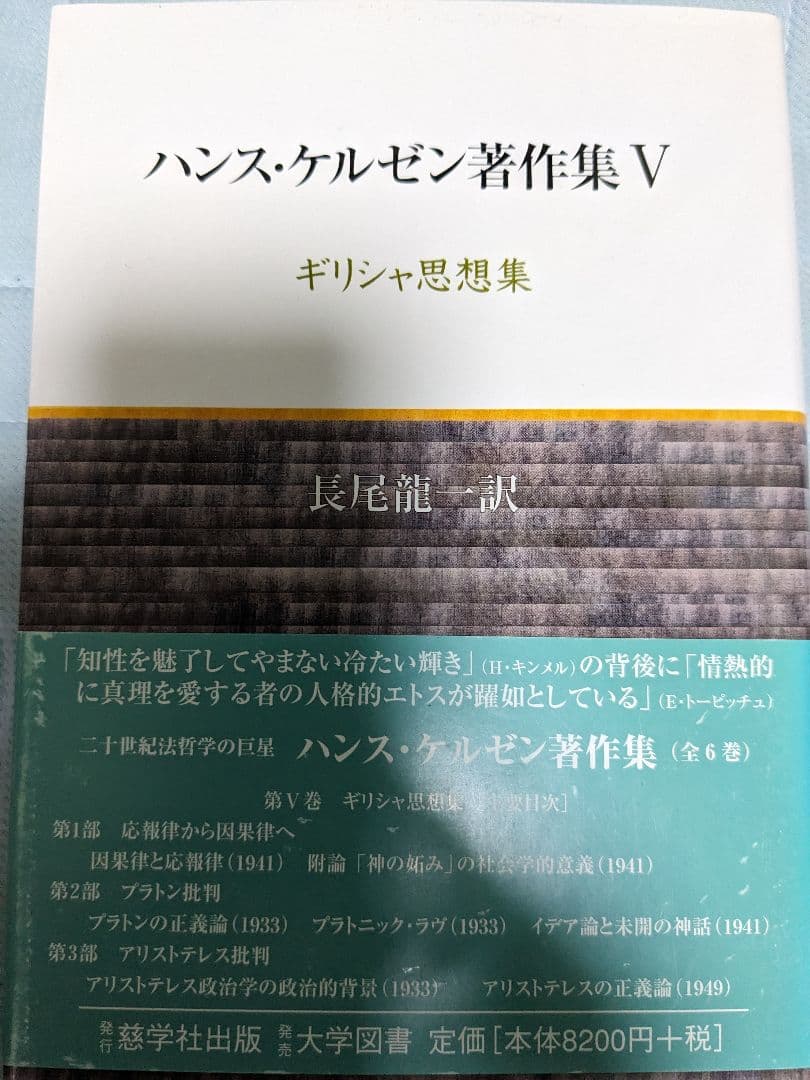 ハンス・ケルゼン著作集 V
ギリシャ思想集
長尾龍一訳
「知性を魅了してやまない冷たい輝き」(H・キンメル)の背後に「情熱的
に真理を愛する者の人格的エトスが躍如としている」(E・トーピッチュ)
二十世紀法哲学の巨星 ハンス・ケルゼン著作集(全6巻)
第V巻 ギリシャ思想集 [主要目次]
第1部 応報律から因果律へ
因果律と応報律(1941) 附論「神の妬み」の社会学的意義(1941)
第2部 プラトン批判
プラトンの正義論(1933) プラトニック・ラヴ(1933) イデア論と未開の神話(1941)
第3部 アリストテレス批判
アリストテレス政治学の政治的背景(1933) アリストテレスの正義論(1949)
発行 慈学社出版 発売 大学図書 定価[本体8200円+税]